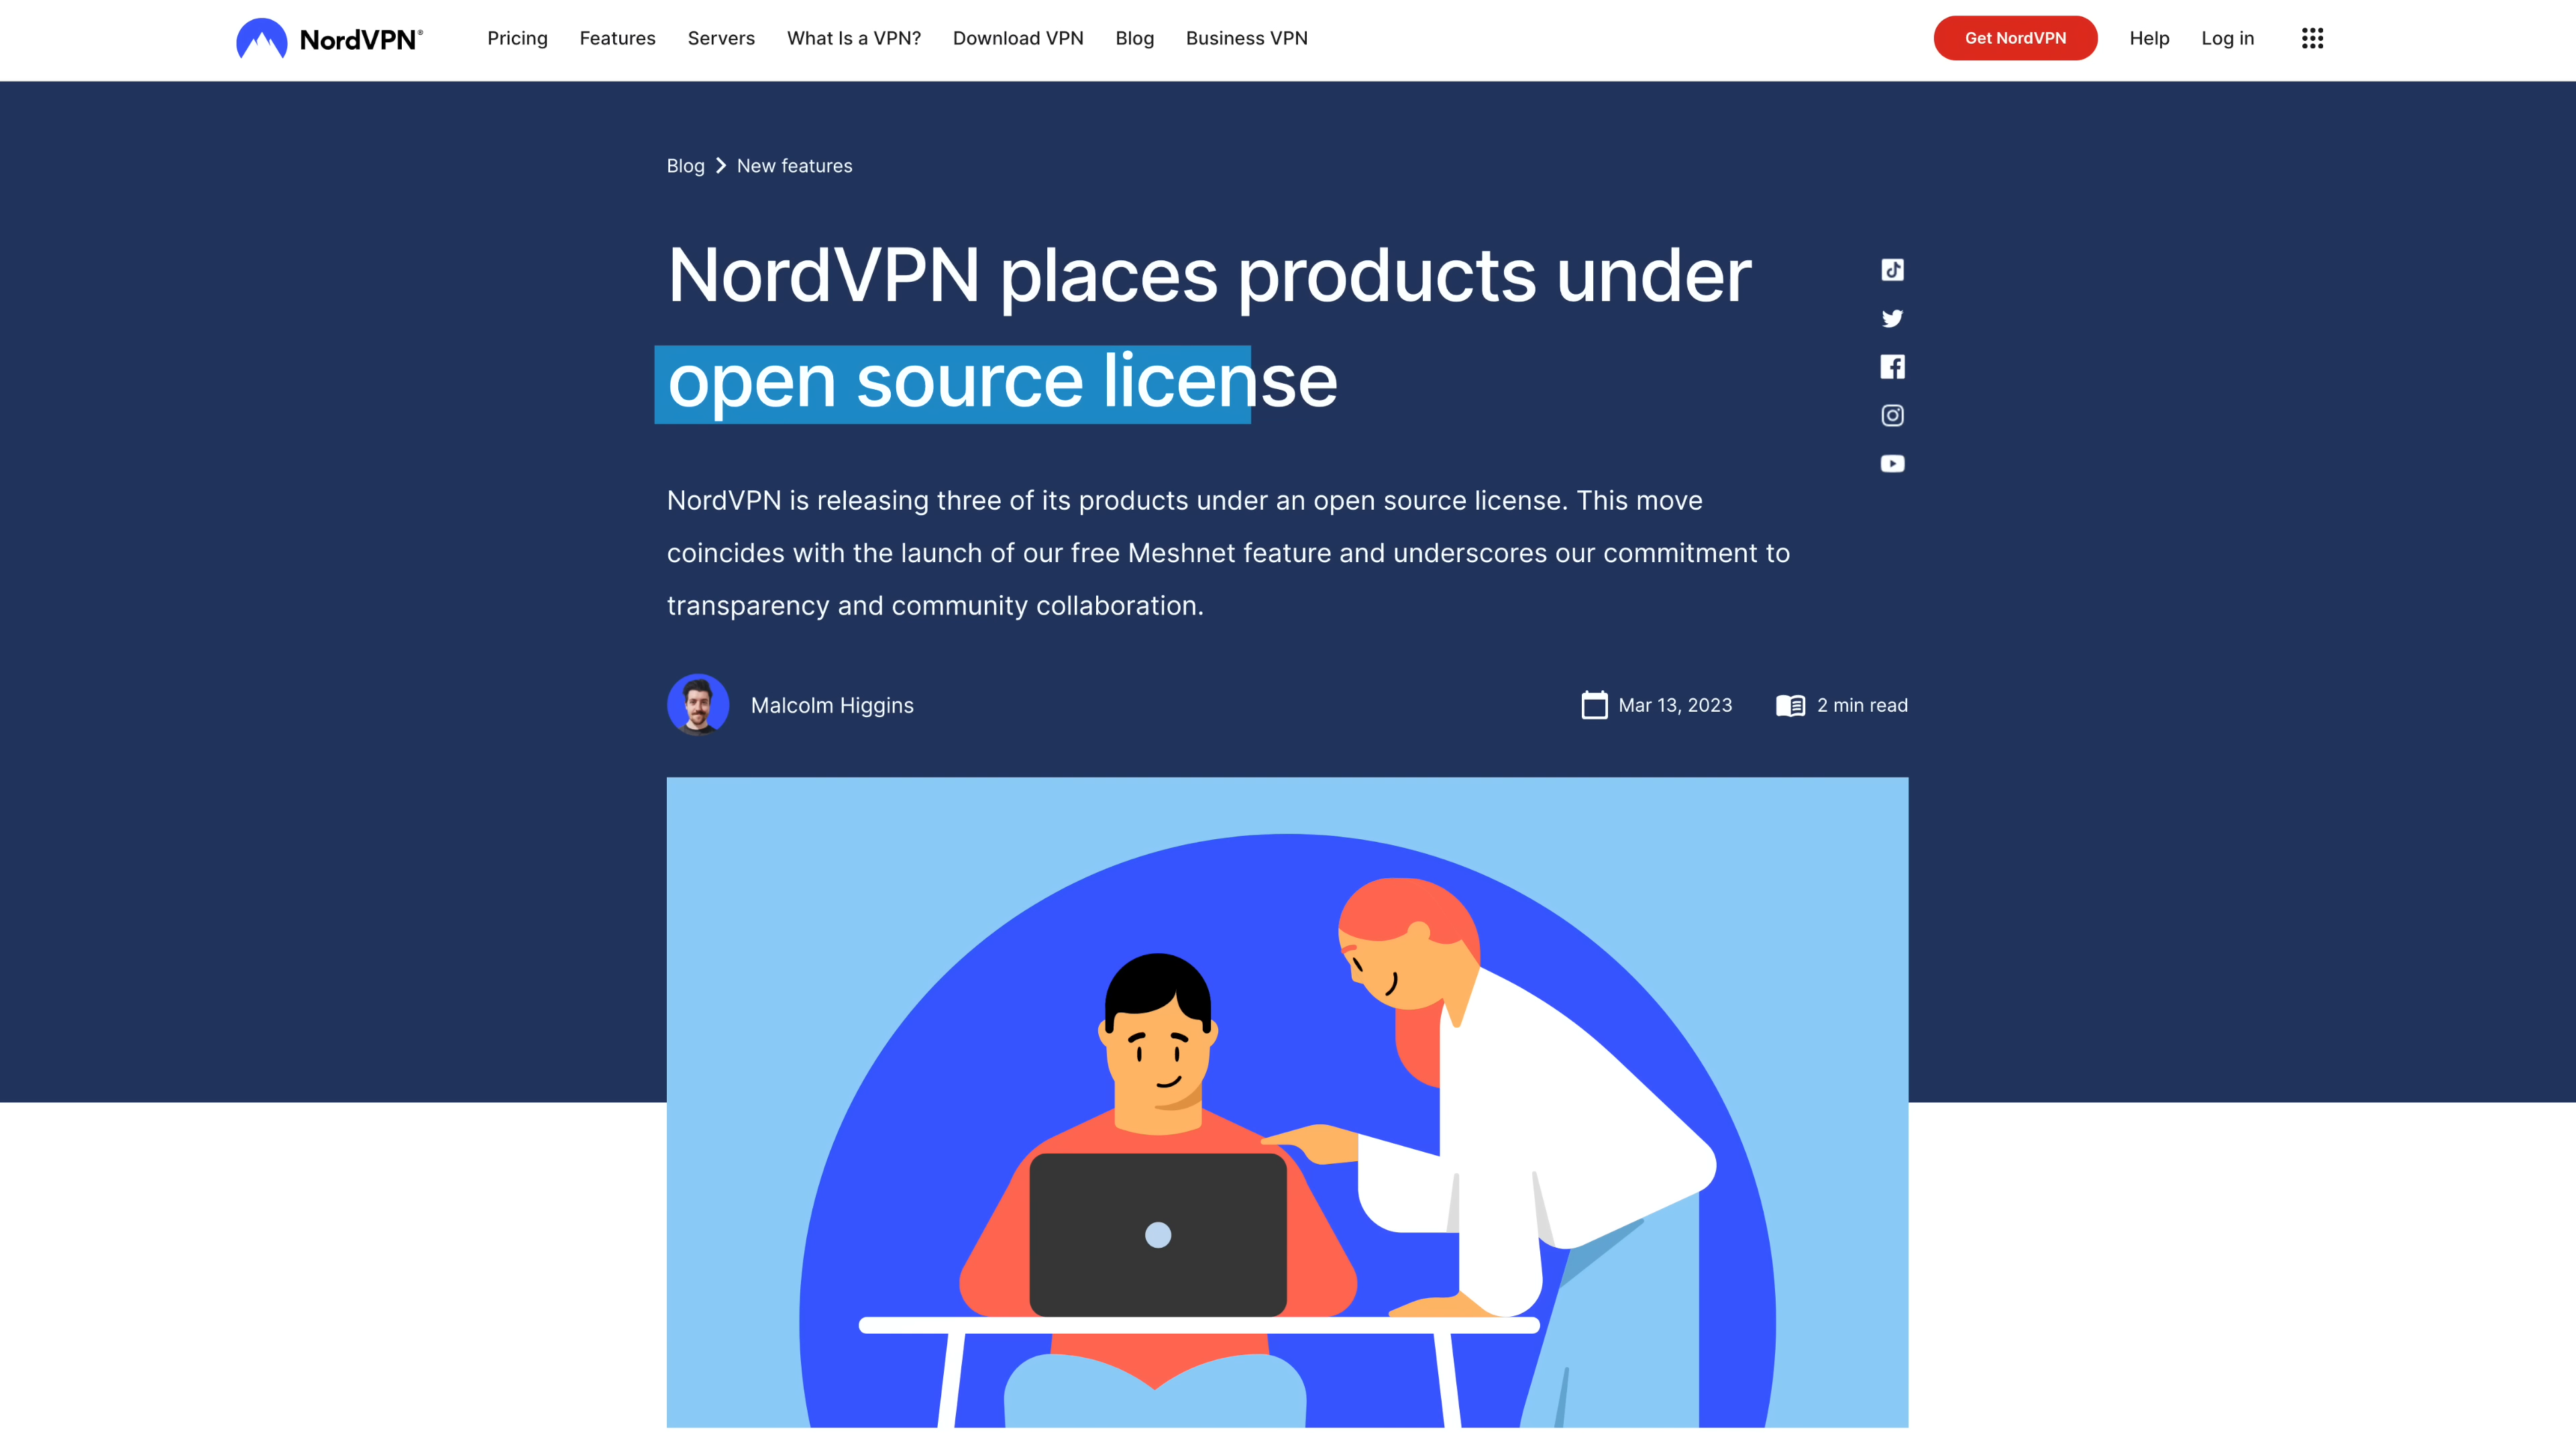 NordVPN®
Pricing
Features
Servers
What Is a VPN?
Download VPN
Blog
Business VPN
Get NordVPN
Help
Log in
Blog
New features
NordVPN places products under
open source license
NordVPN is releasing three of its products under an open source license. This move
coincides with the launch of our free Meshnet feature and underscores our commitment to
transparency and community collaboration.
Malcolm Higgins
Mar 13, 2023
2 min read